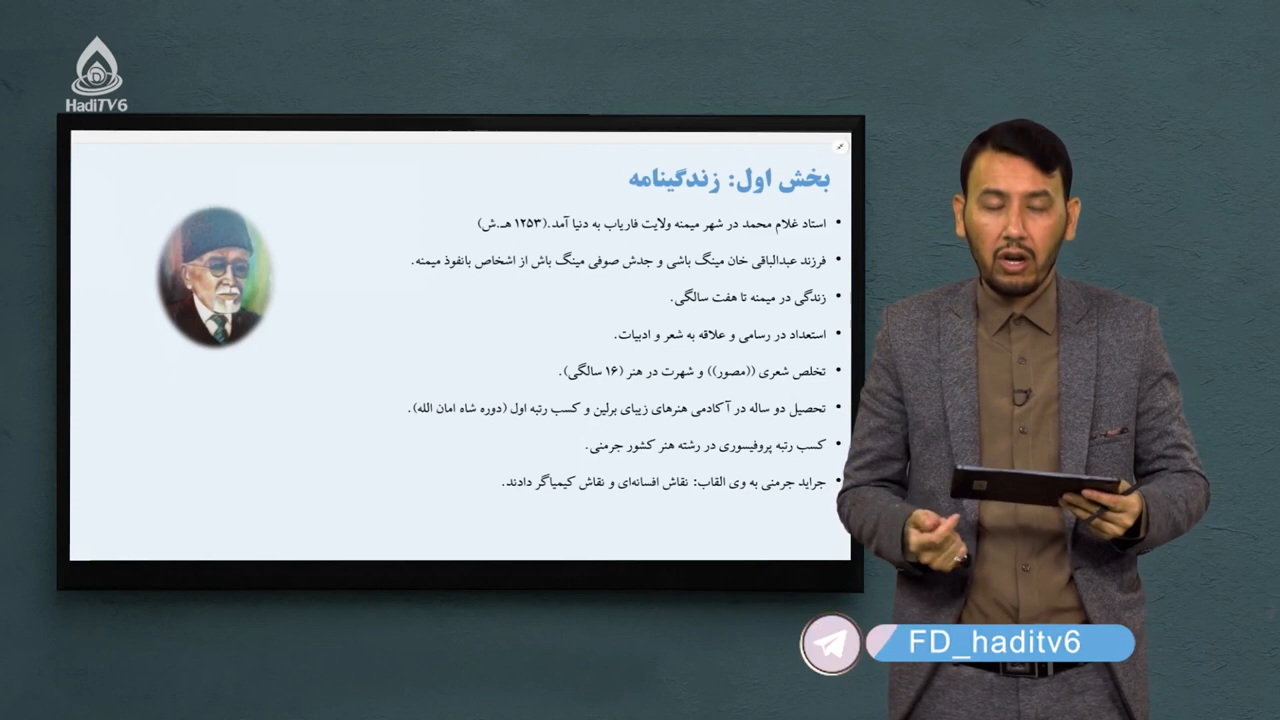 HadiTV6
بخش اول: زندگینامه
• استاد غلام محمد در شهر میمنه ولایت فاریاب به دنیا آمد.(۱۲۵۳ هـ.ش)
• فرزند عبدالباقی خان مینگ باشی و جدش صوفی مینگ باش از اشخاص بانفوذ میمنه.
• زندگی در میمنه تا هفت سالگی.
• استعداد در رسامی و علاقه به شعر و ادبیات.
• تخلص شعری ((مصور)) و شهرت در هنر (۱۶ سالگی).
• تحصیل دو ساله در آکادمی هنرهای زیبای برلین و کسب رتبه اول (دوره شاه امان الله).
• کسب رتبه پروفیسوری در رشته هنر کشور جرمنی.
• جراید جرمنی به وی القاب: نقاش افسانه‌ای و نقاش کیمیاگر دادند.
FD_haditv6